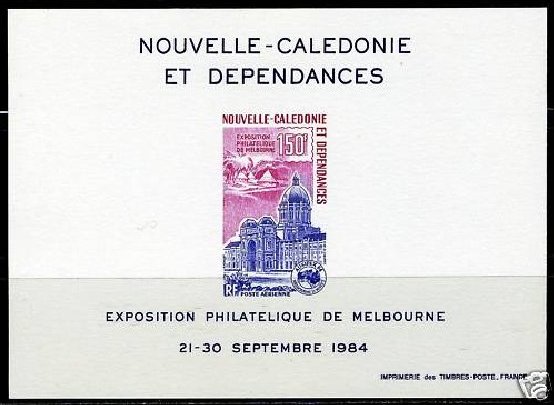 NOUVELLE-CALEDONIE
ET DEPENDANCES
NOUVELLE-CALEDONIE
ET DEPENDANCES
EXPOSITION
PHILATELIQUE
DE MELBOURNE
150F
RF POSTE AERIENNE
EXPOSITION PHILATELIQUE DE MELBOURNE
21-30 SEPTEMBRE 1984
IMPRIMERIE des TIMBRES-POSTE, FRANCE